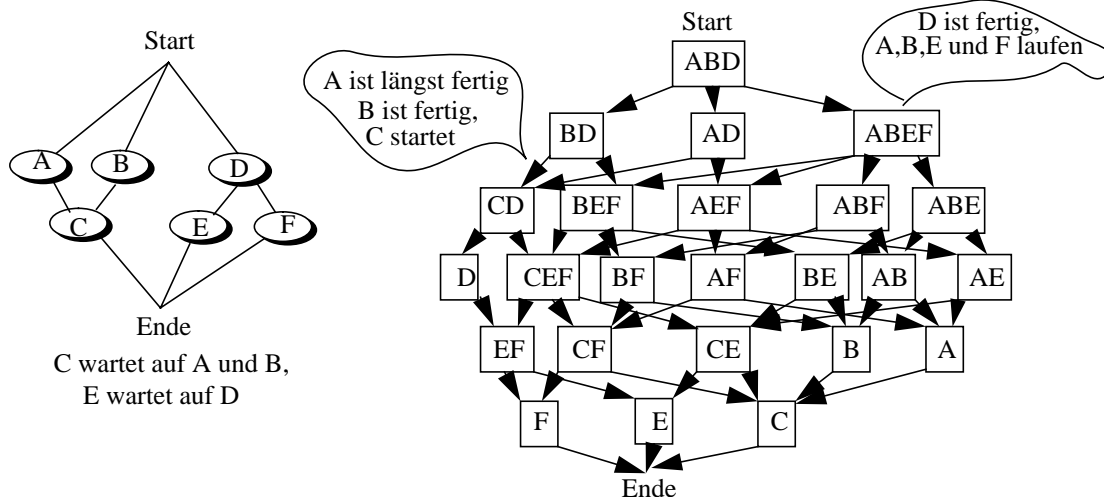 Start
A
B
D
C
E
F
Ende
C wartet auf A und B,
E wartet auf D
A ist längst fertig
B ist fertig,
C startet
D ist fertig,
A,B,E und F laufen
Start
ABD
BD AD ABEF
CD BEF AEF ABF ABE
D CEF BF AF BE AB AE
EF CF CE B A
F E C
Ende